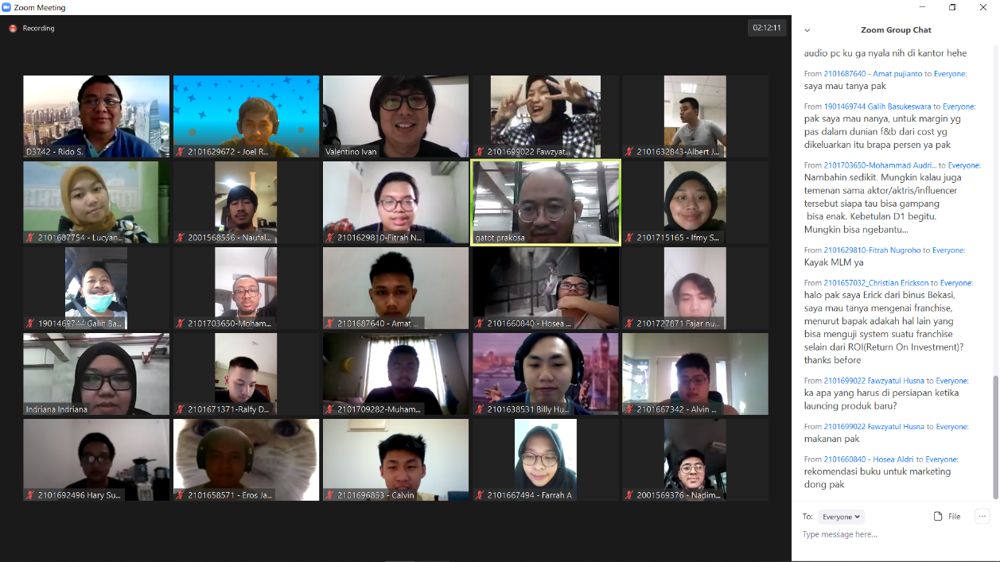 Zoom Meeting
Recording
02:12:11
D3742 - Rido S.
2101629672 - Joel R...
Valentino Ivan
2101699022 Fawzyat...
2101632843-Albert J...
2101687754 - Lucyan...
2001568556 - Naufal...
2101629810-Fitrah N...
gatot prakosa
2101715165 - Ifmy S...
1901469744 Galih Ba...
2101703650-Moham...
2101687640 - Amat ...
2101660840 - Hosea ...
2101727871 Fajar nu...
Indriana Indriana
2101671371-Ralfy D...
2101709282-Muham...
2101638531 Billy Hu...
2101667342 - Alvin ...
2101692496 Hary Su...
2101658571 - Eros Ja...
2101696853 - Calvin
2101667494 - Farrah A
2001569376 - Nadim...
Zoom Group Chat
audio pc ku ga nyala nih di kantor hehe
From 2101687640 - Amat pujianto to Everyone:
saya mau tanya pak
From 1901469744 Galih Basukeswara to Everyone:
pak saya mau nanya, untuk margin yg
pas dalam dunian f&b dari cost yg
dikeluarkan itu brapa persen ya pak
From 2101703650-Mohammad Audri... to Everyone:
Nambahin sedikit. Mungkin kalau juga
temenan sama aktor/aktris/influencer
tersebut siapa tau bisa gampang
bisa enak. Kebetulan D1 begitu.
Mungkin bisa ngebantu...
From 2101629810-Fitrah Nugroho to Everyone:
Kayak MLM ya
From 2101657032_Christian Erickson to Everyone:
halo pak saya Erick dari binus Bekasi,
saya mau tanya mengenai franchise,
menurut bapak adakah hal lain yang
bisa menguji system suatu franchise
selain dari ROI(Return On Investment)?
thanks before
From 2101699022 Fawzyatul Husna to Everyone:
ka apa yang harus di persiapan ketika
launcing produk baru?
From 2101699022 Fawzyatul Husna to Everyone:
makanan pak
From 2101660840 - Hosea Aldri to Everyone:
rekomendasi buku untuk marketing
dong pak
To: Everyone
File
Type message here...